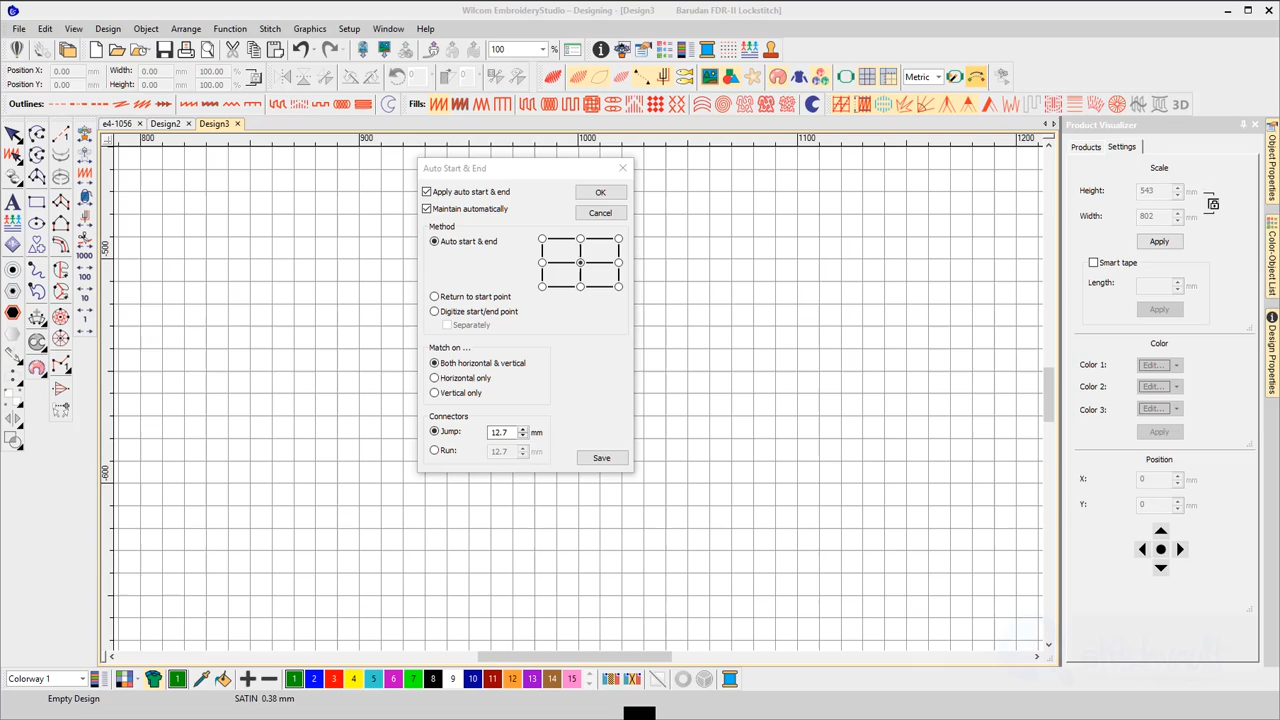 Wilcom EmbroideryStudio – Designing - [Design3 Barudan FDR-II Lockstitch]
File Edit View Design Object Arrange Function Stitch Graphics Setup Window Help
100
Position X: 0.00 mm Width: 0.00 mm 100.00 % 0 0 Metric
Position Y: 0.00 mm Height: 0.00 mm 100.00 %
Outlines: Fills: 3D
e4-1056 Design2 Design3
800 900 1000 1100 1200
-500
-600
1000
100
10
1
Auto Start & End
Apply auto start & end OK
Maintain automatically Cancel
Method
Auto start & end
Return to start point
Digitize start/end point
Separately
Match on ...
Both horizontal & vertical
Horizontal only
Vertical only
Connectors
Jump: 12.7 mm
Run: 12.7 mm
Save
Product Visualizer
Products Settings
Scale
Height: 543 mm
Width: 802 mm
Apply
Smart tape
Length:
Apply
Color
Color 1: Edit...
Color 2: Edit...
Color 3: Edit...
Apply
Position
X: 0 mm
Y: 0 mm
Object Properties
Color-Object List
Design Properties
Colorway 1 1 1 2 3 4 5 6 7 8 9 10 11 12 13 14 15
Empty Design SATIN 0.38 mm